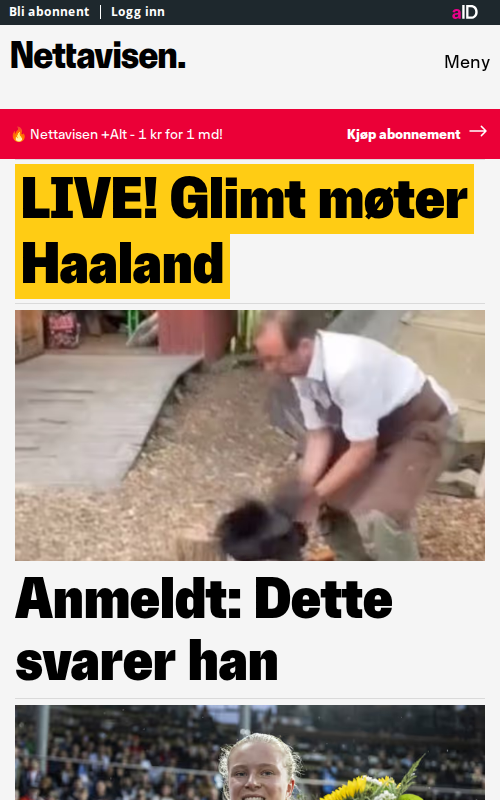 Bli abonnent | Logg inn
aID
Nettavisen.
Meny
🔥 Nettavisen +Alt - 1 kr for 1 md!
Kjøp abonnement →
LIVE! Glimt møter
Haaland
Anmeldt: Dette
svarer han